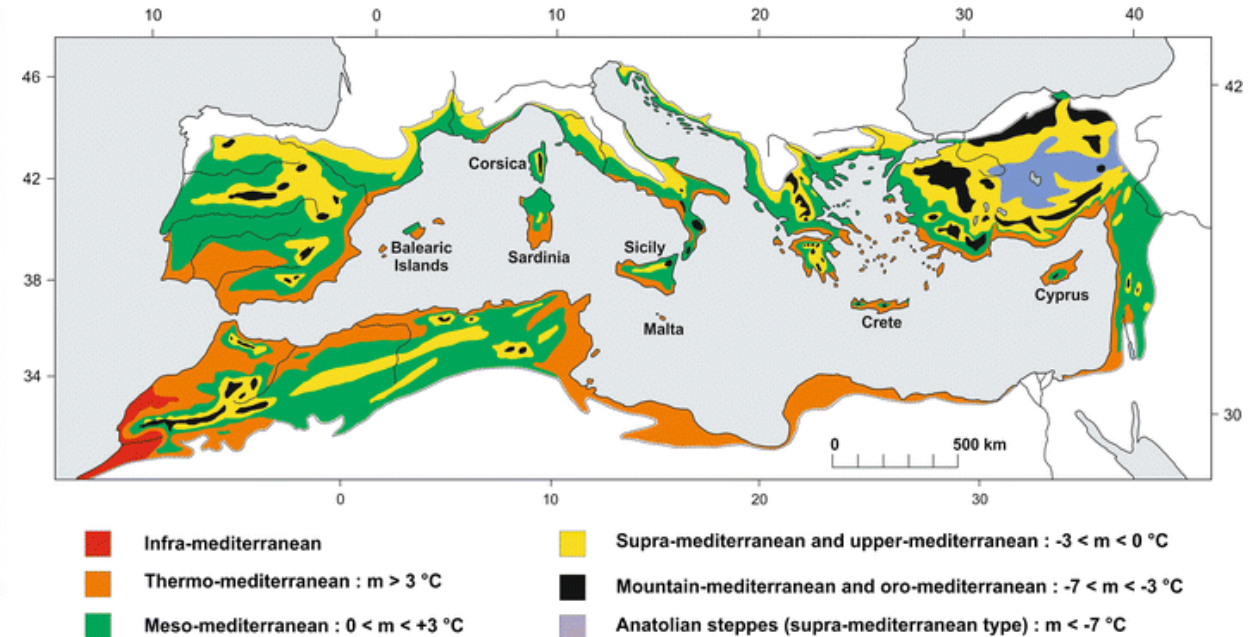 10 0 10 20 30 40
46
42
42
38
34
30
Corsica
Balearic
Islands
Sardinia
Sicily
Malta
Crete
Cyprus
0 500 km
0 10 20 30
Infra-mediterranean
Thermo-mediterranean : m > 3 °C
Meso-mediterranean : 0 < m < +3 °C
Supra-mediterranean and upper-mediterranean : -3 < m < 0 °C
Mountain-mediterranean and oro-mediterranean : -7 < m < -3 °C
Anatolian steppes (supra-mediterranean type) : m < -7 °C